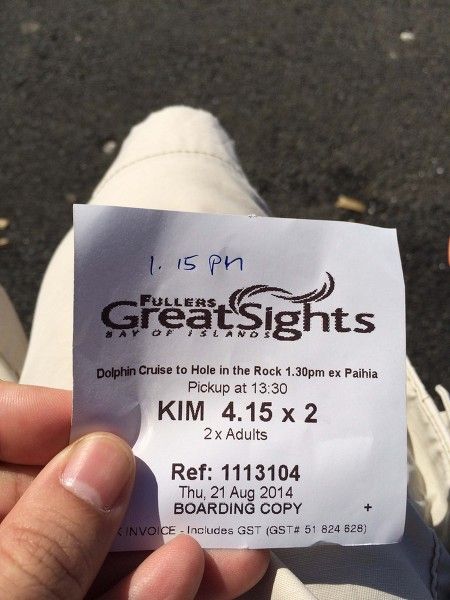 1.15 PM
FULLERS
GreatSights
BAY OF ISLANDS
Dolphin Cruise to Hole in the Rock 1.30pm ex Paihia
Pickup at 13:30
KIM 4.15 x 2
2 x Adults
Ref: 1113104
Thu, 21 Aug 2014
BOARDING COPY +
INVOICE - Includes GST (GST# 51 824 628)